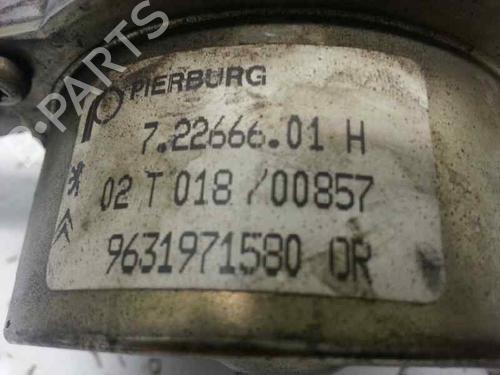 PIERBURG
7.22666.01 H
02 T 018 /00857
9631971580 OR
B-PARTS